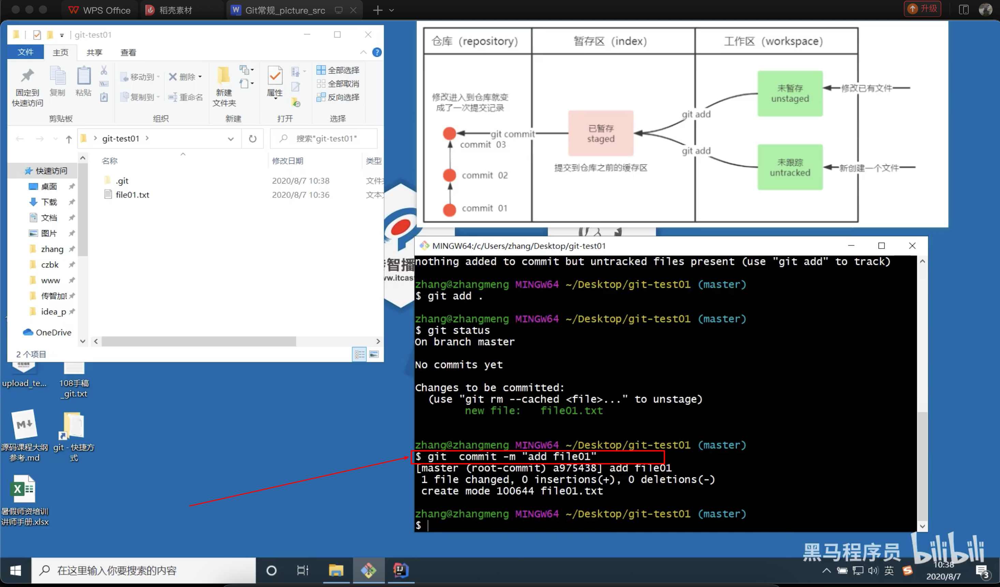 WPS Office
稻壳素材
Git常规_picture_src
升级
git-test01
文件
主页
共享
查看
固定到
快速访问
复制
粘贴
移动到
复制到
删除
重命名
新建
文件夹
属性
全部选择
全部取消
反向选择
剪贴板
组织
新建
打开
选择
git-test01
搜索"git-test01"
名称
修改日期
类型
.git
2020/8/7 10:38
文件
file01.txt
2020/8/7 10:36
文本
快速访问
桌面
下载
文档
图片
zhang
czbk
www
传智加
idea_p
OneDrive
2 个项目
仓库（repository）
暂存区（index）
工作区（workspace）
修改进入到仓库就变
成了一次提交记录
git commit
commit 03
commit 02
commit 01
已暂存
staged
提交到仓库之前的缓存区
git add
git add
未暂存
unstaged
修改已有文件
未跟踪
untracked
新创建一个文件
智播
w.itcas
MINGW64:/c/Users/zhang/Desktop/git-test01
nothing added to commit but untracked files present (use "git add" to track)
zhang@zhangmeng MINGW64 ~/Desktop/git-test01 (master)
$ git add .
zhang@zhangmeng MINGW64 ~/Desktop/git-test01 (master)
$ git status
On branch master
No commits yet
Changes to be committed:
(use "git rm --cached <file>..." to unstage)
new file:   file01.txt
zhang@zhangmeng MINGW64 ~/Desktop/git-test01 (master)
$ git  commit -m "add file01"
[master (root-commit) a975438] add file01
1 file changed, 0 insertions(+), 0 deletions(-)
create mode 100644 file01.txt
zhang@zhangmeng MINGW64 ~/Desktop/git-test01 (master)
$
upload_te...
108手稿
_git.txt
源码课程大纲
参考.md
git - 快捷方
式
暑假师资培训
讲师手册.xlsx
黑马程序员
bilibili
在这里输入你要搜索的内容
英
10:38
2020/8/7
3